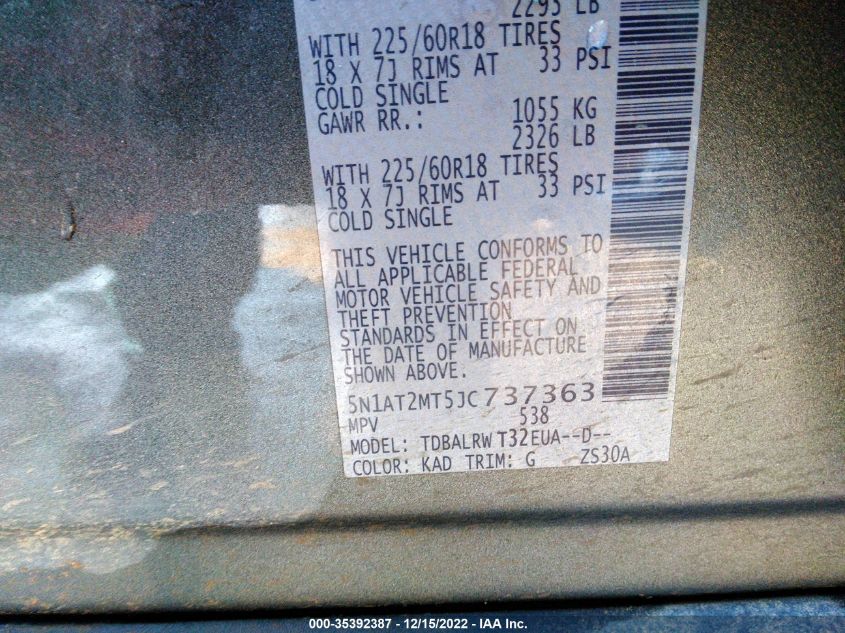 2293 LB
WITH 225/60R18 TIRES
18 X 7J RIMS AT 33 PSI
COLD SINGLE
GAWR RR.: 1055 KG
2326 LB
WITH 225/60R18 TIRES
18 X 7J RIMS AT 33 PSI
COLD SINGLE
THIS VEHICLE CONFORMS TO
ALL APPLICABLE FEDERAL
MOTOR VEHICLE SAFETY AND
THEFT PREVENTION
STANDARDS IN EFFECT ON
THE DATE OF MANUFACTURE
SHOWN ABOVE.
5N1AT2MT5JC737363
MPV 538
MODEL: TDBALRW T32EUA--D--
COLOR: KAD TRIM: G ZS30A
000-35392387 - 12/15/2022 - IAA Inc.